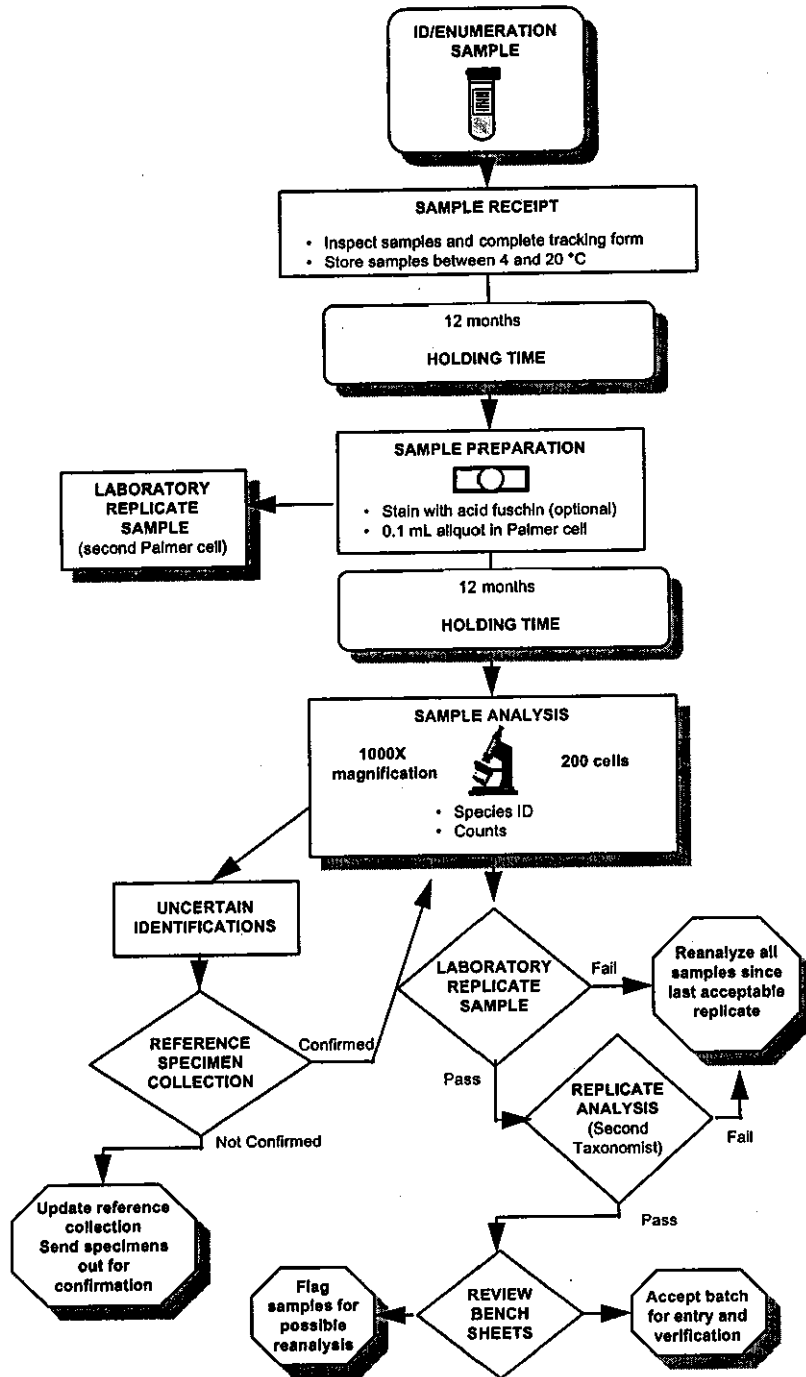 ID/ENUMERATION
SAMPLE
SAMPLE RECEIPT
• Inspect samples and complete tracking form
• Store samples between 4 and 20 °C
12 months
HOLDING TIME
SAMPLE PREPARATION
• Stain with acid fuschin (optional)
• 0.1 mL aliquot in Palmer cell
LABORATORY
REPLICATE
SAMPLE
(second Palmer cell)
12 months
HOLDING TIME
SAMPLE ANALYSIS
1000X
magnification
200 cells
• Species ID
• Counts
UNCERTAIN
IDENTIFICATIONS
LABORATORY
REPLICATE
SAMPLE
Fail
Reanalyze all
samples since
last acceptable
replicate
REFERENCE
SPECIMEN
COLLECTION
Confirmed
Pass
REPLICATE
ANALYSIS
(Second
Taxonomist)
Fail
Not Confirmed
Update reference
collection
Send specimens
out for
confirmation
Pass
Flag
samples for
possible
reanalysis
REVIEW
BENCH
SHEETS
Accept batch
for entry and
verification